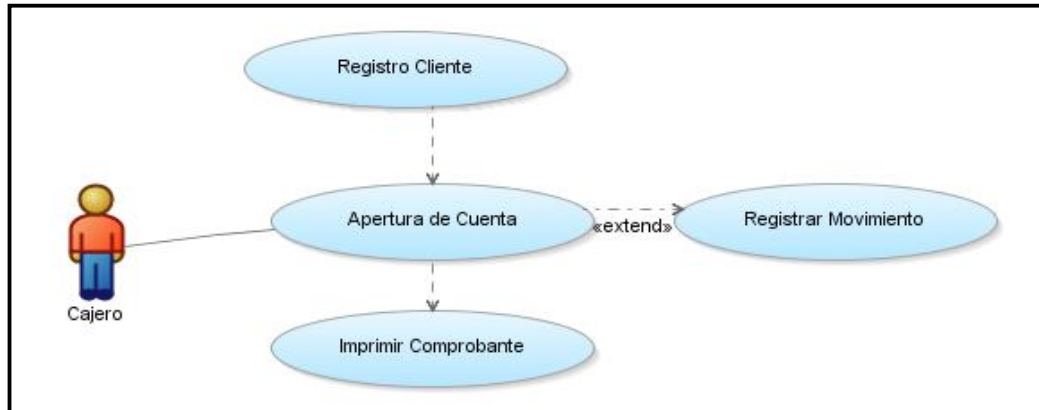 Registro Cliente
Apertura de Cuenta
«extend»
Registrar Movimiento
Cajero
Imprimir Comprobante